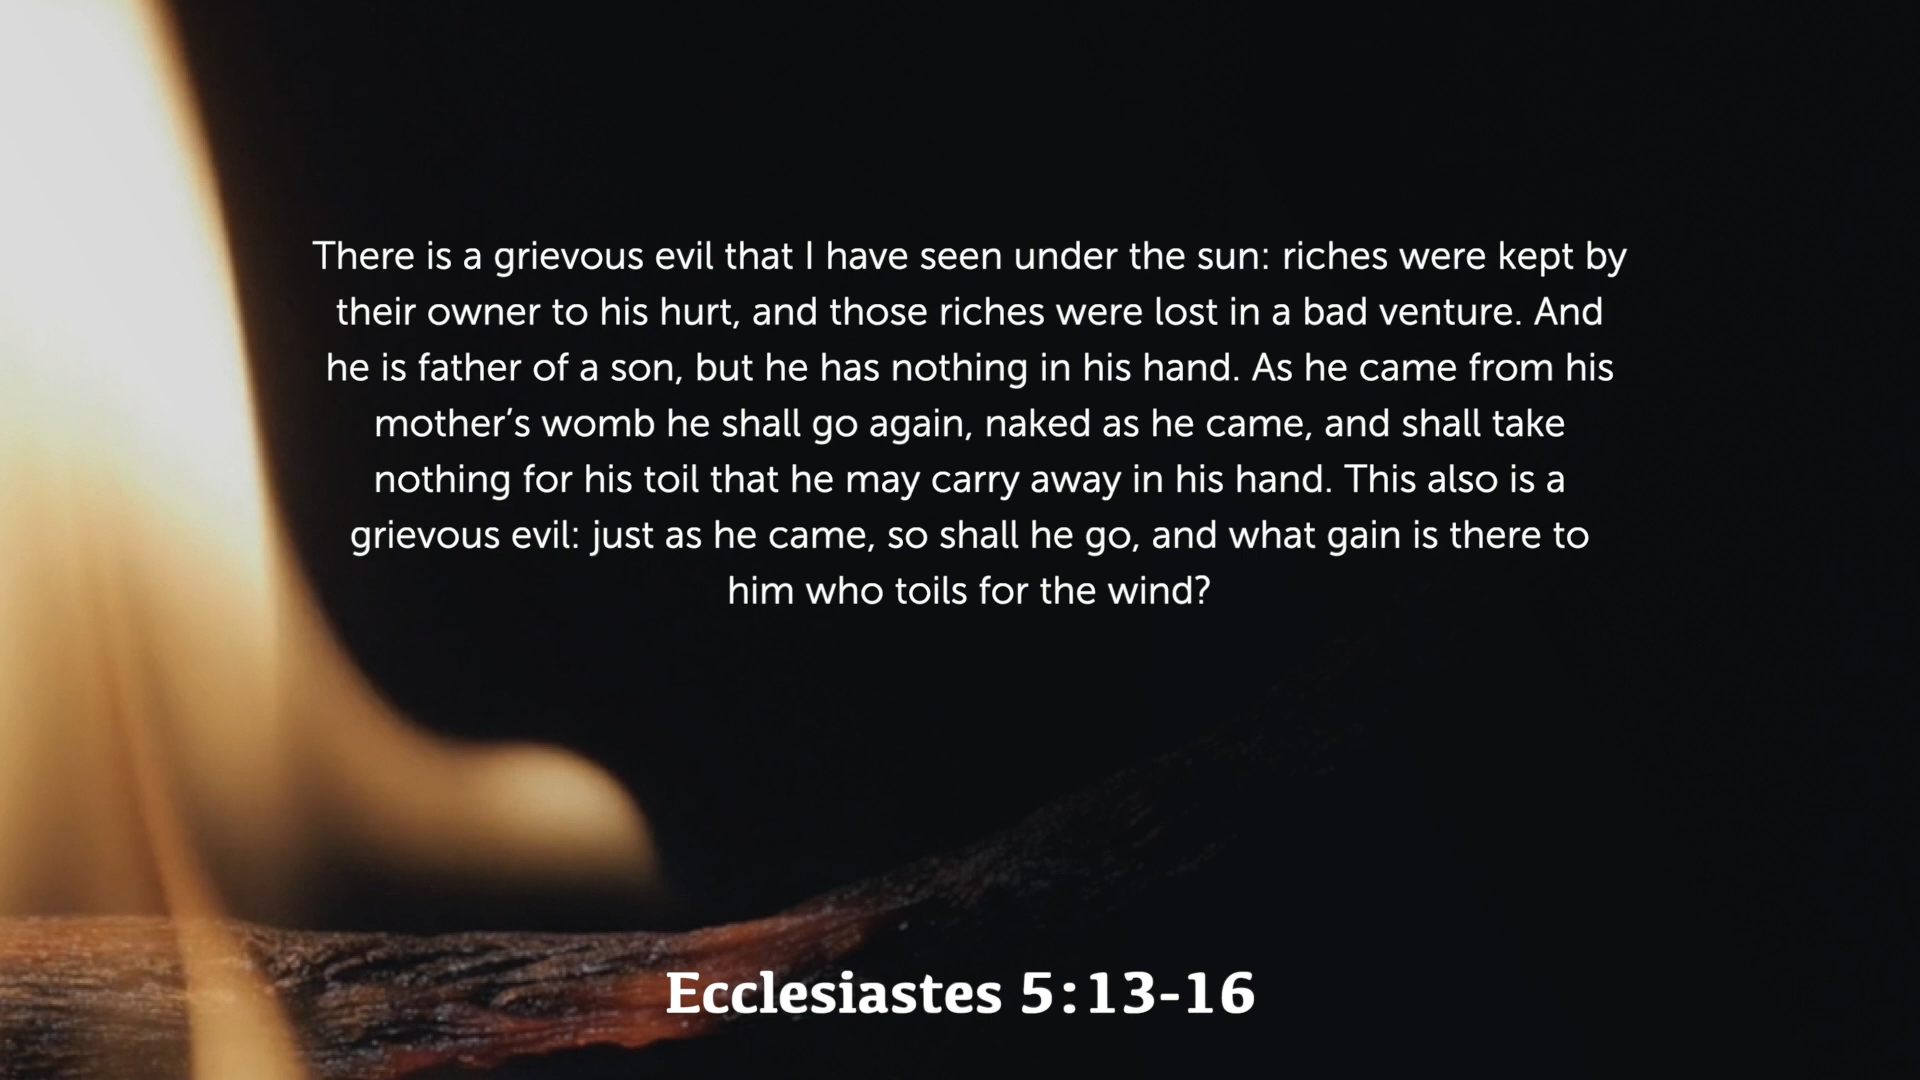 There is a grievous evil that I have seen under the sun: riches were kept by
their owner to his hurt, and those riches were lost in a bad venture. And
he is father of a son, but he has nothing in his hand. As he came from his
mother’s womb he shall go again, naked as he came, and shall take
nothing for his toil that he may carry away in his hand. This also is a
grievous evil: just as he came, so shall he go, and what gain is there to
him who toils for the wind?
Ecclesiastes 5:13-16